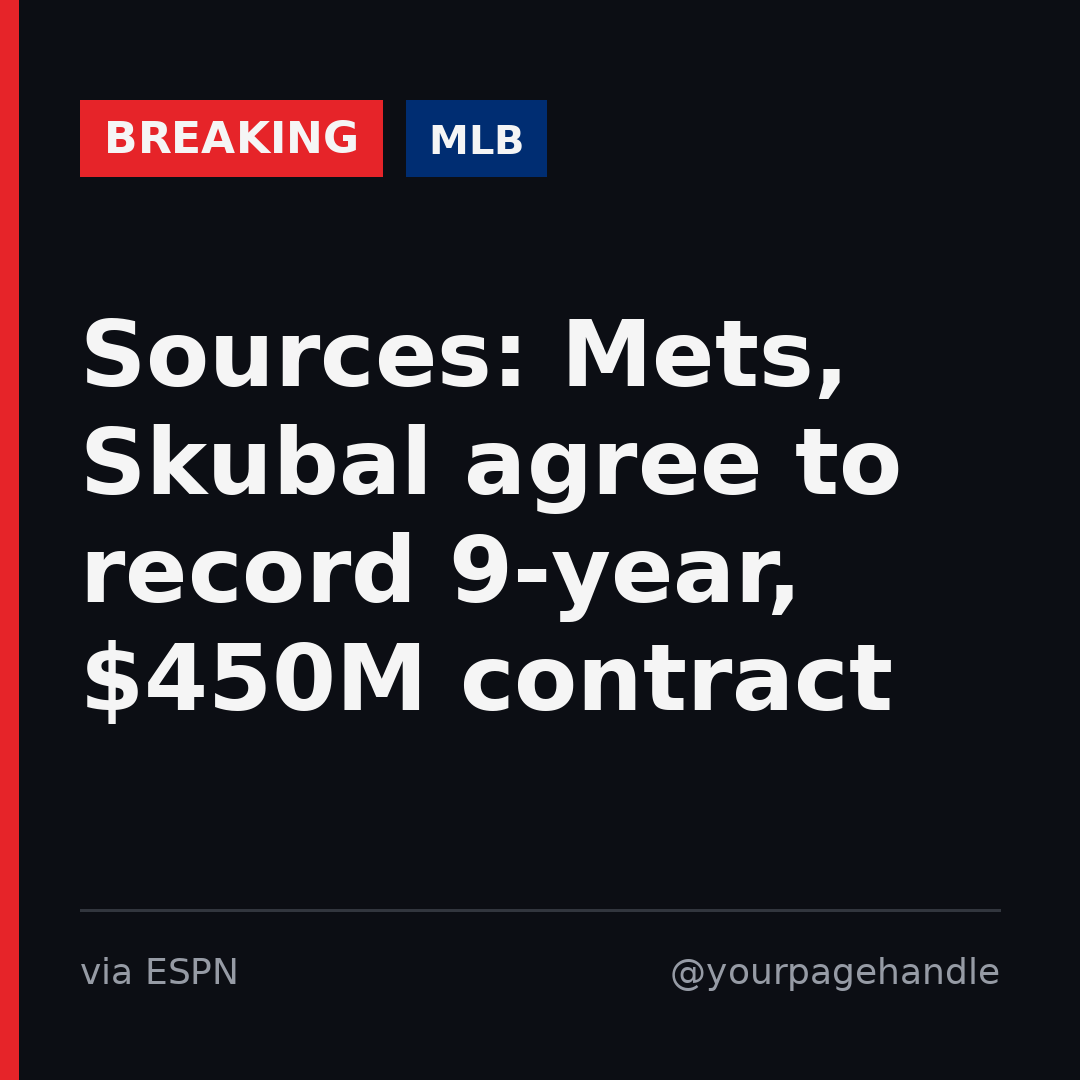 BREAKING MLB
Sources: Mets,
Skubal agree to
record 9-year,
$450M contract
via ESPN @yourpagehandle